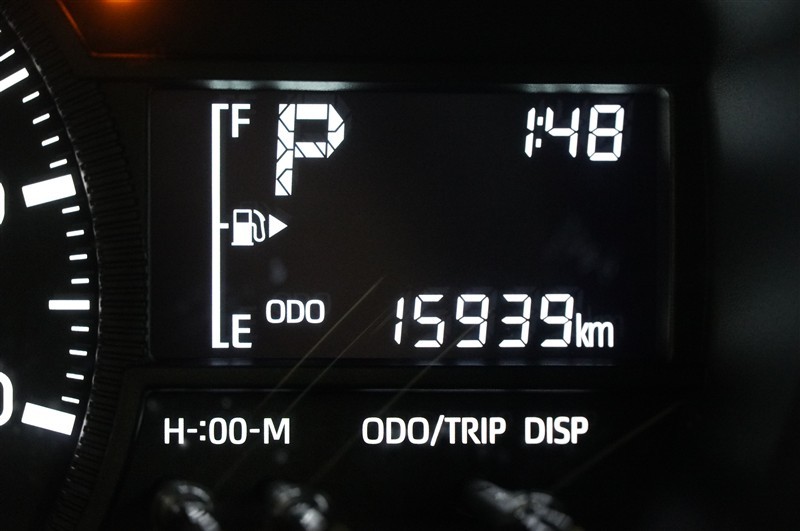 F
P
1:48
E
ODO
15939km
H-:00-M
ODO/TRIP
DISP